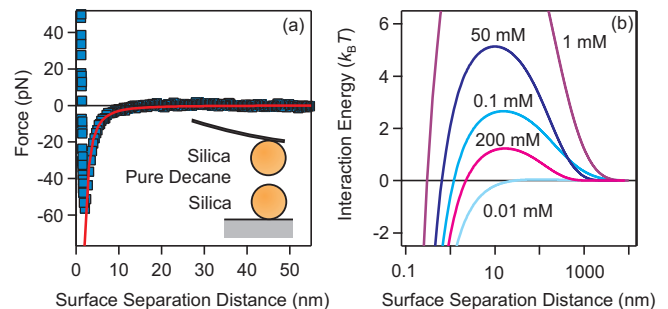 (a)
Force (pN)
40
20
0
-20
-40
-60
Silica
Pure Decane
Silica
0 10 20 30 40 50
Surface Separation Distance (nm)
(b)
Interaction Energy (kBT)
6
4
2
0
-2
50 mM
1 mM
0.1 mM
200 mM
0.01 mM
0.1 10 1000
Surface Separation Distance (nm)